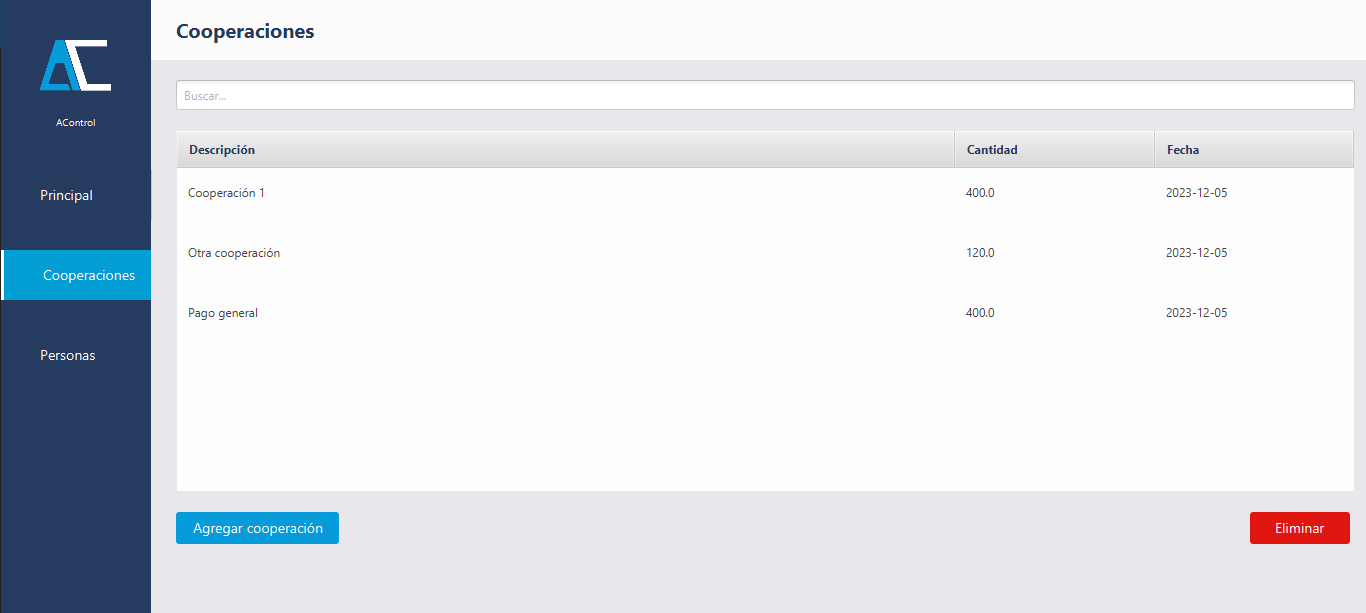 AC
AControl
Principal
Cooperaciones
Personas
Cooperaciones
Buscar...
Descripción Cantidad Fecha
Cooperación 1 400.0 2023-12-05
Otra cooperación 120.0 2023-12-05
Pago general 400.0 2023-12-05
Agregar cooperación Eliminar